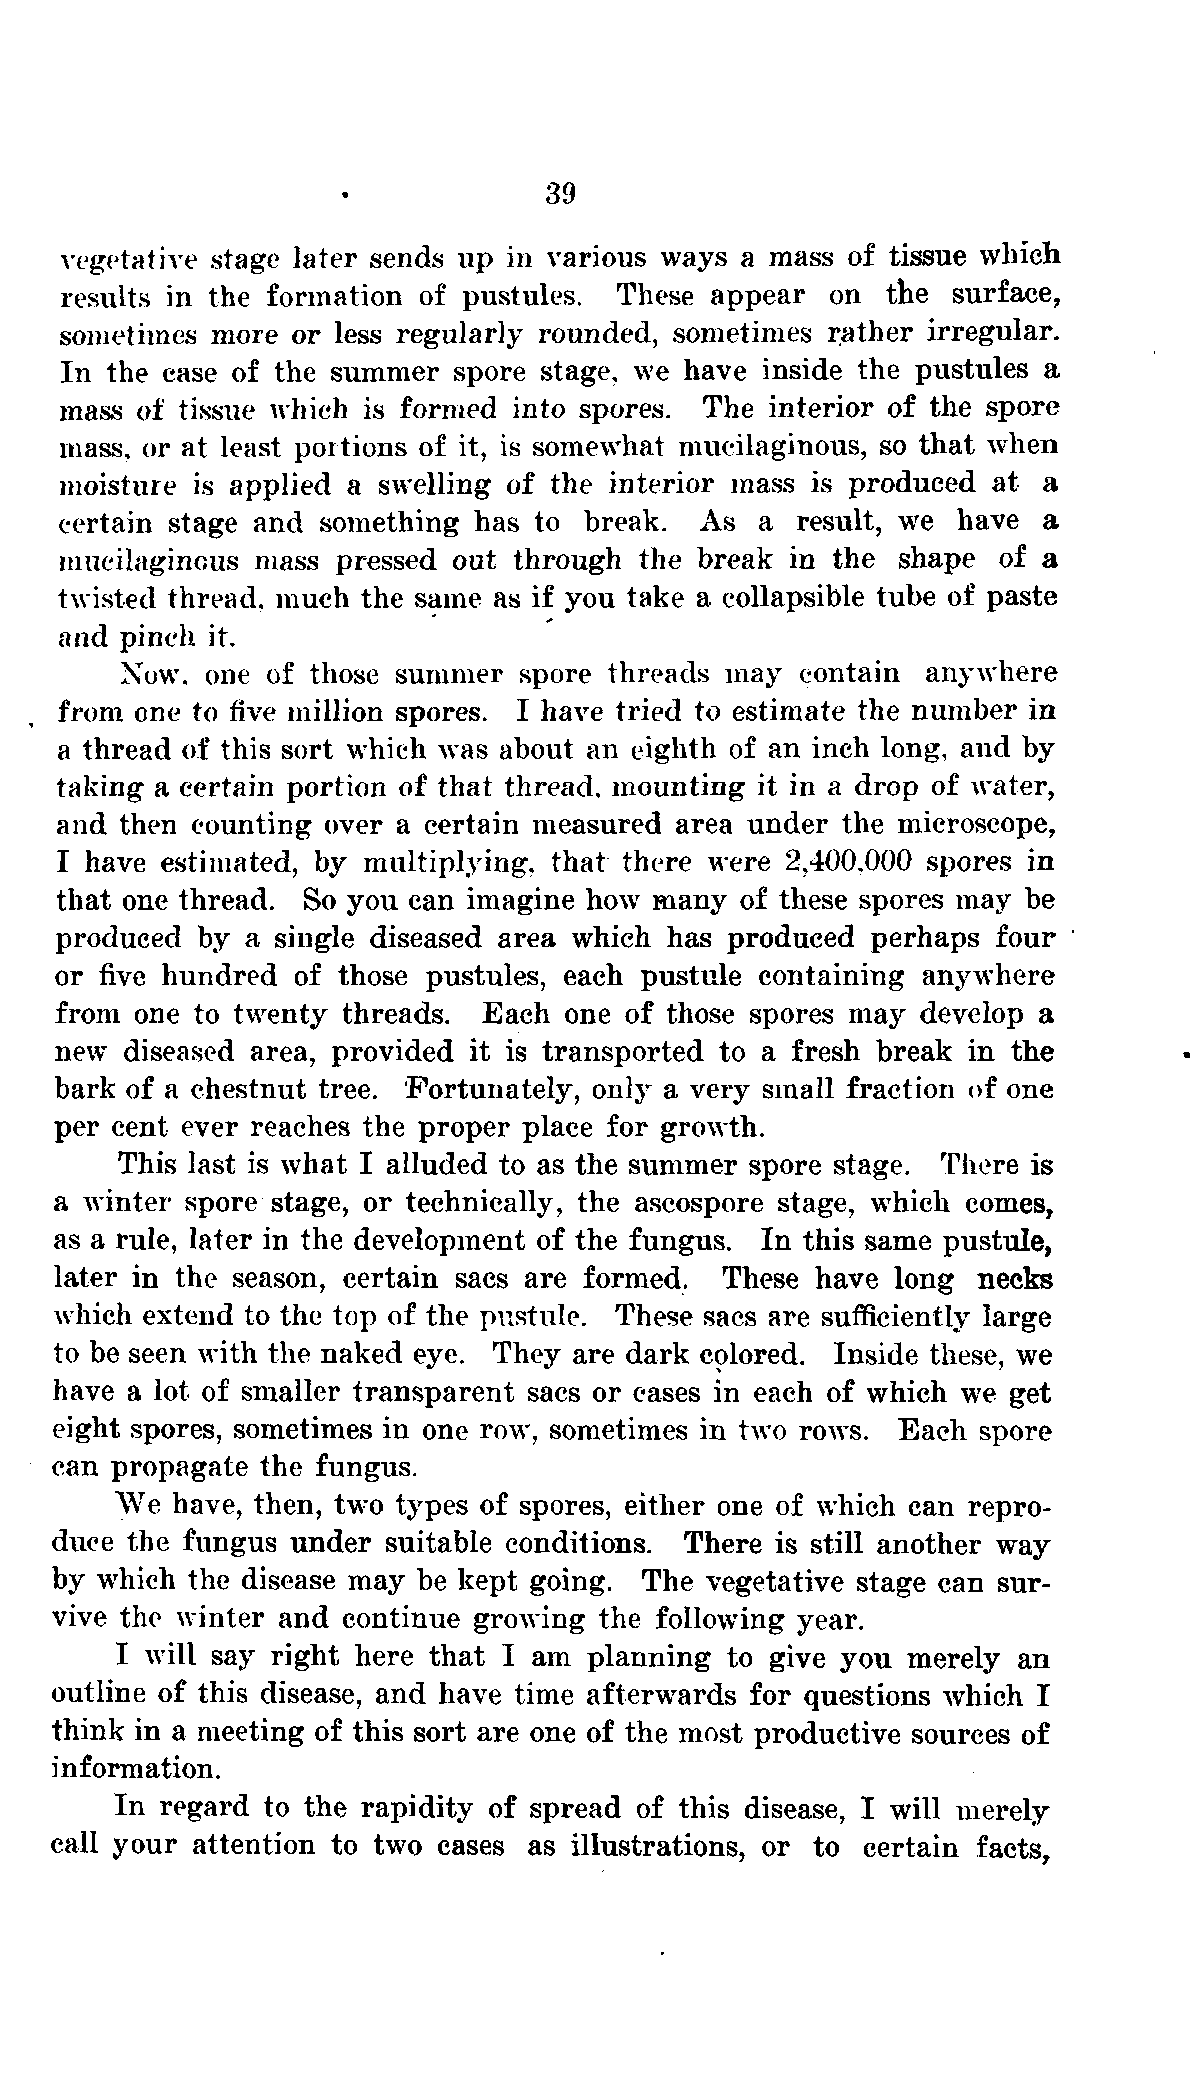 39
vegetative stage later sends up in various ways a mass of tissue which
results in the formation of pustules. These appear on the surface,
sometimes more or less regularly rounded, sometimes rather irregular.
In the case of the summer spore stage, we have inside the pustules a
mass of tissue which is formed into spores. The interior of the spore
mass, or at least portions of it, is somewhat mucilaginous, so that when
moisture is applied a swelling of the interior mass is produced at a
certain stage and something has to break. As a result, we have a
mucilaginous mass pressed out through the break in the shape of a
twisted thread, much the same as if you take a collapsible tube of paste
and pinch it.
Now, one of those summer spore threads may contain anywhere
from one to five million spores. I have tried to estimate the number in
a thread of this sort which was about an eighth of an inch long, and by
taking a certain portion of that thread, mounting it in a drop of water,
and then counting over a certain measured area under the microscope,
I have estimated, by multiplying, that there were 2,400,000 spores in
that one thread. So you can imagine how many of these spores may be
produced by a single diseased area which has produced perhaps four
or five hundred of those pustules, each pustule containing anywhere
from one to twenty threads. Each one of those spores may develop a
new diseased area, provided it is transported to a fresh break in the
bark of a chestnut tree. Fortunately, only a very small fraction of one
per cent ever reaches the proper place for growth.
This last is what I alluded to as the summer spore stage. There is
a winter spore stage, or technically, the ascospore stage, which comes,
as a rule, later in the development of the fungus. In this same pustule,
later in the season, certain sacs are formed. These have long necks
which extend to the top of the pustule. These sacs are sufficiently large
to be seen with the naked eye. They are dark colored. Inside these, we
have a lot of smaller transparent sacs or cases in each of which we get
eight spores, sometimes in one row, sometimes in two rows. Each spore
can propagate the fungus.
We have, then, two types of spores, either one of which can repro-
duce the fungus under suitable conditions. There is still another way
by which the disease may be kept going. The vegetative stage can sur-
vive the winter and continue growing the following year.
I will say right here that I am planning to give you merely an
outline of this disease, and have time afterwards for questions which I
think in a meeting of this sort are one of the most productive sources of
information.
In regard to the rapidity of spread of this disease, I will merely
call your attention to two cases as illustrations, or to certain facts,